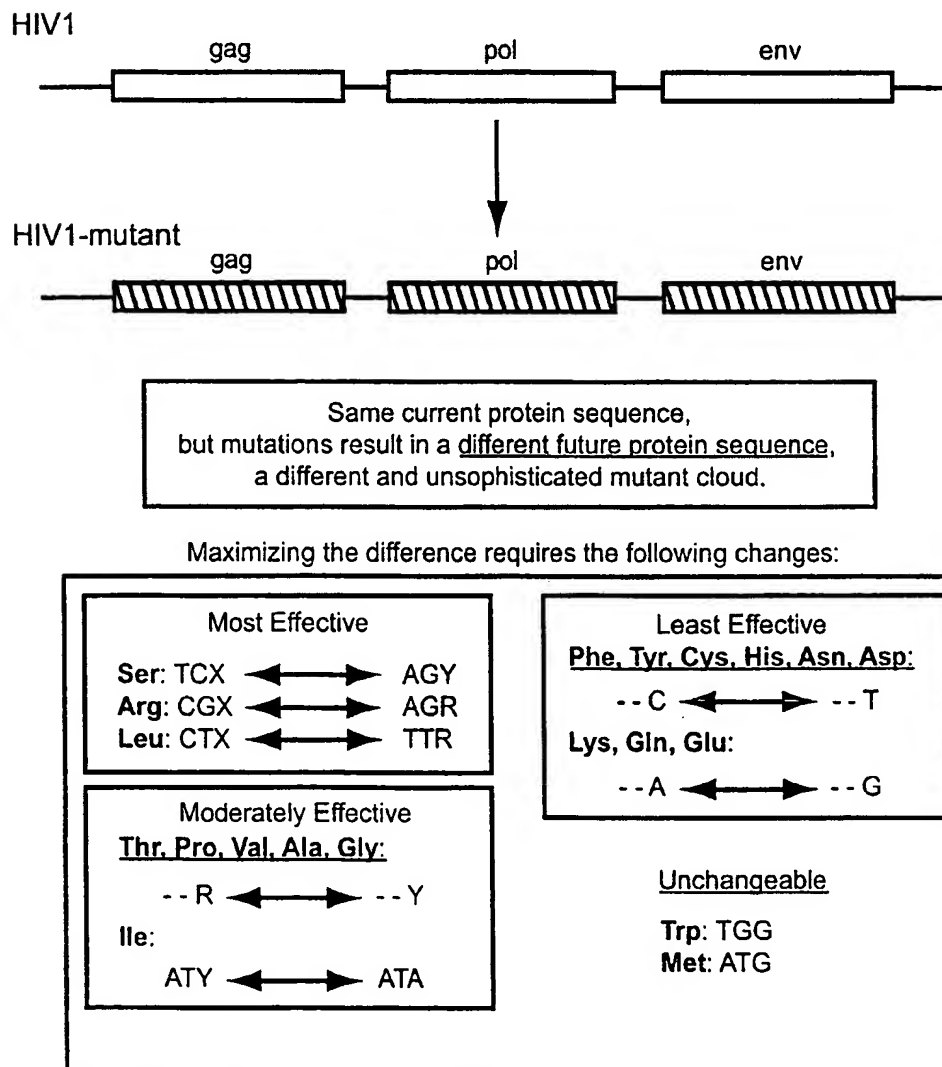 HIV1
gag pol env
HIV1-mutant
gag pol env
Same current protein sequence,
but mutations result in a different future protein sequence,
a different and unsophisticated mutant cloud.
Maximizing the difference requires the following changes:
Most Effective
Ser: TCX AGY
Arg: CGX AGR
Leu: CTX TTR
Moderately Effective
Thr, Pro, Val, Ala, Gly:
- - R - - Y
Ile:
ATY ATA
Least Effective
Phe, Tyr, Cys, His, Asn, Asp:
- - C - - T
Lys, Gln, Glu:
- - A - - G
Unchangeable
Trp: TGG
Met: ATG